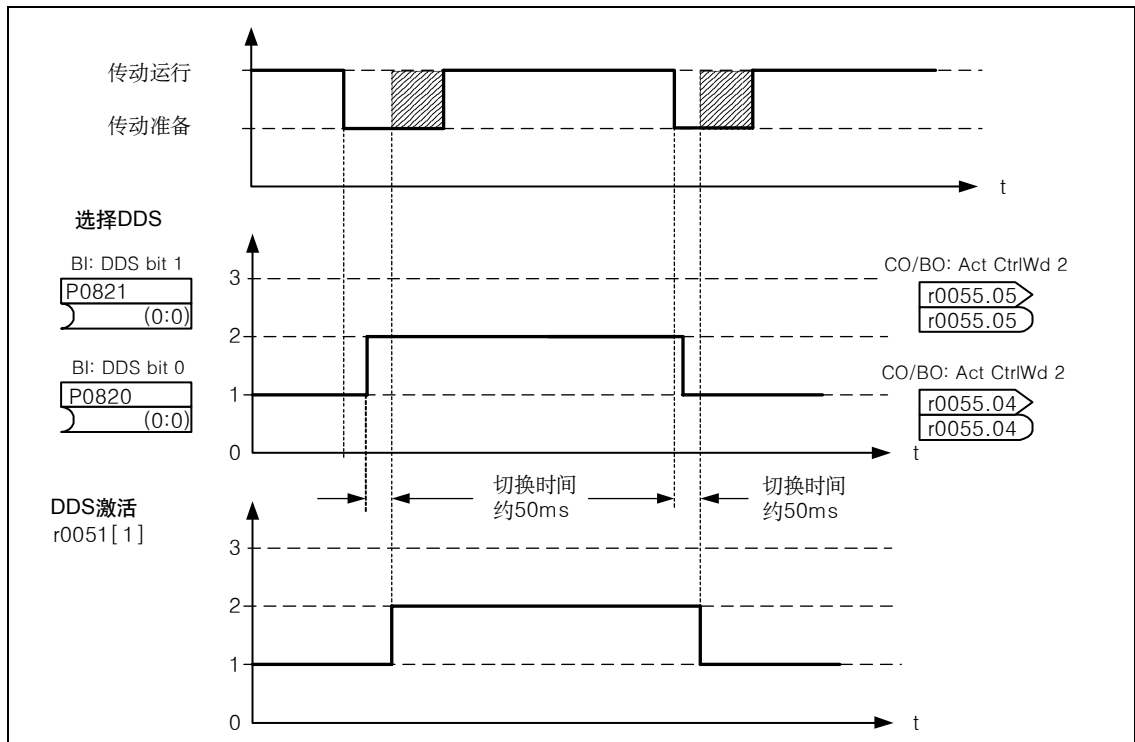 传动运行
传动准备
t
选择DDS
BI: DDS bit 1
P0821
(0:0)
BI: DDS bit 0
P0820
(0:0)
3
2
1
0
t
CO/BO: Act CtrlWd 2
r0055.05
r0055.05
CO/BO: Act CtrlWd 2
r0055.04
r0055.04
切换时间
约50ms
切换时间
约50ms
DDS激活
r0051[1]
3
2
1
0
t